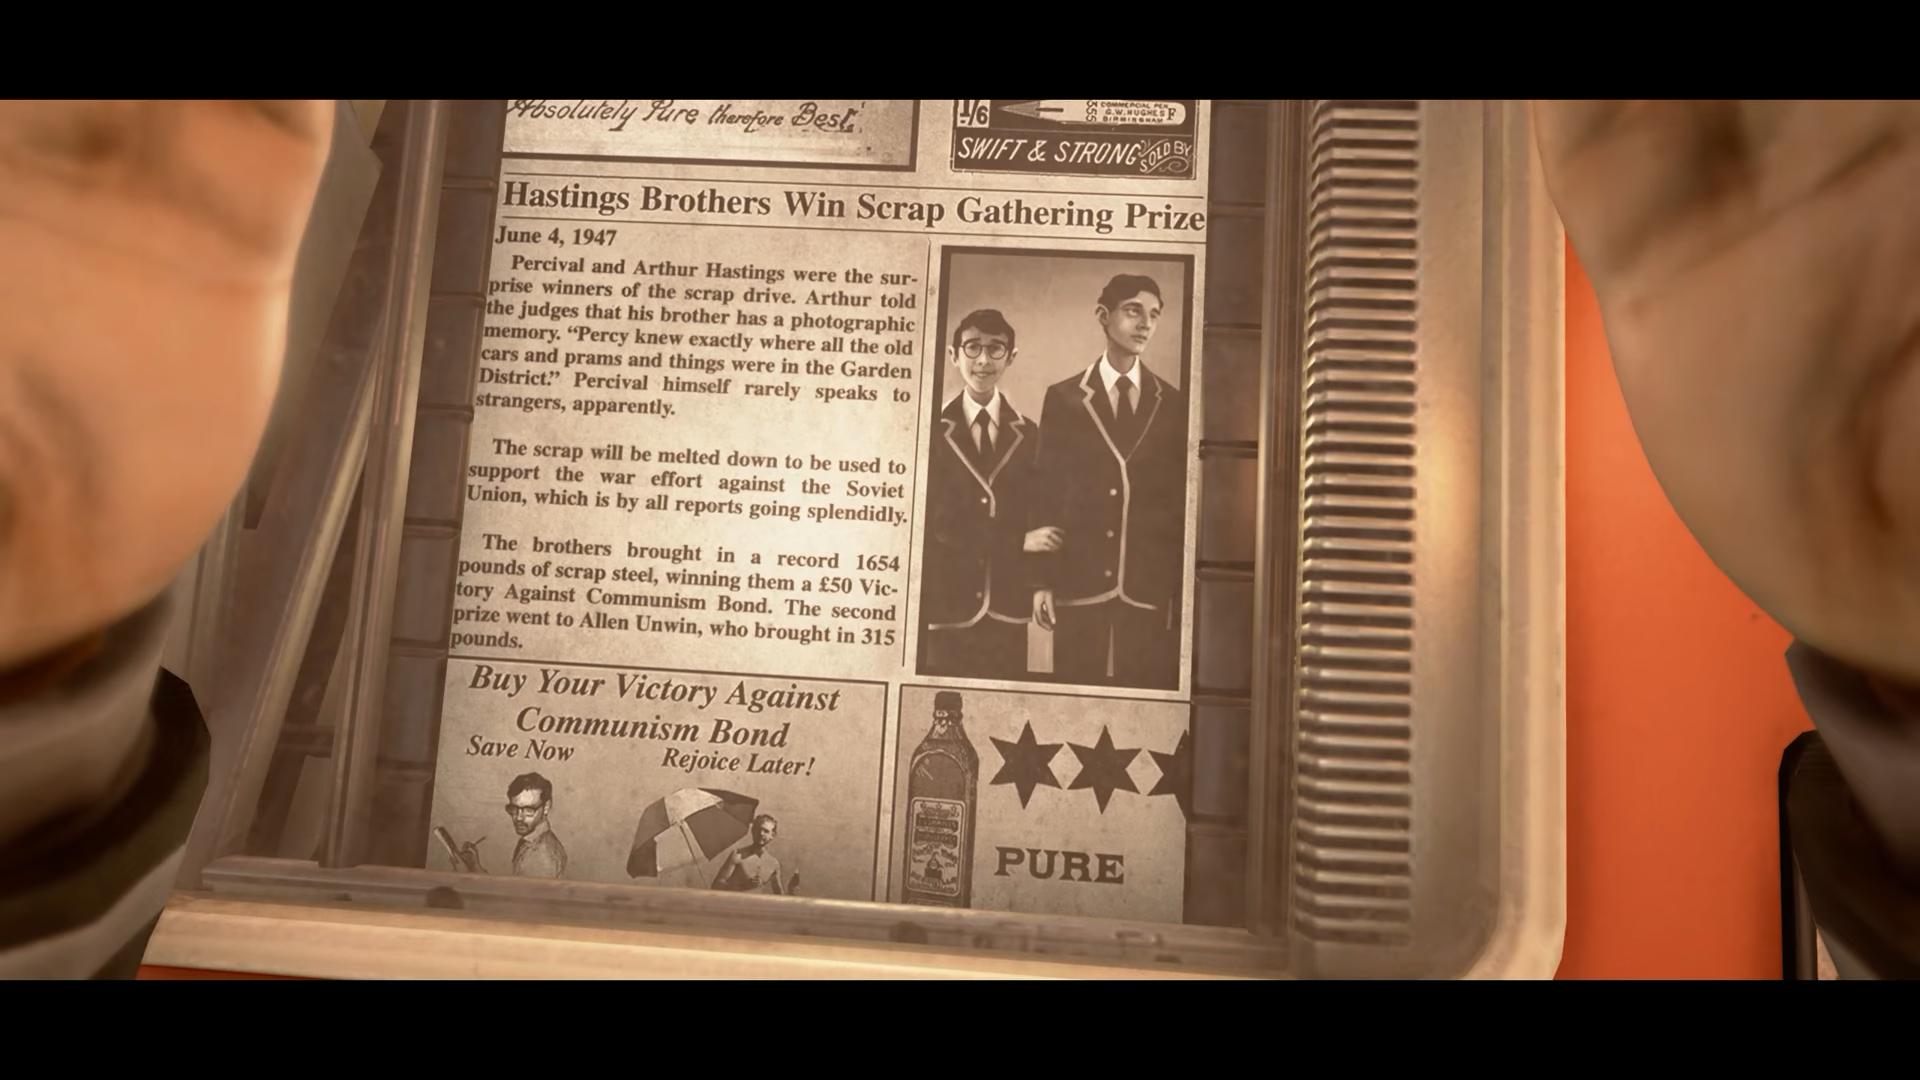 Absolutely Pure therefore Best.
1/6
COMMERCIAL PEN
G.W. HUGHES
BIRMINGHAM
F
SWIFT & STRONG
SOLD BY
Hastings Brothers Win Scrap Gathering Prize
June 4, 1947
Percival and Arthur Hastings were the sur-
prise winners of the scrap drive. Arthur told
the judges that his brother has a photographic
memory. “Percy knew exactly where all the old
cars and prams and things were in the Garden
District.” Percival himself rarely speaks to
strangers, apparently.
The scrap will be melted down to be used to
support the war effort against the Soviet
Union, which is by all reports going splendidly.
The brothers brought in a record 1654
pounds of scrap steel, winning them a £50 Vic-
tory Against Communism Bond. The second
prize went to Allen Unwin, who brought in 315
pounds.
Buy Your Victory Against
Communism Bond
Save Now
Rejoice Later!
PURE